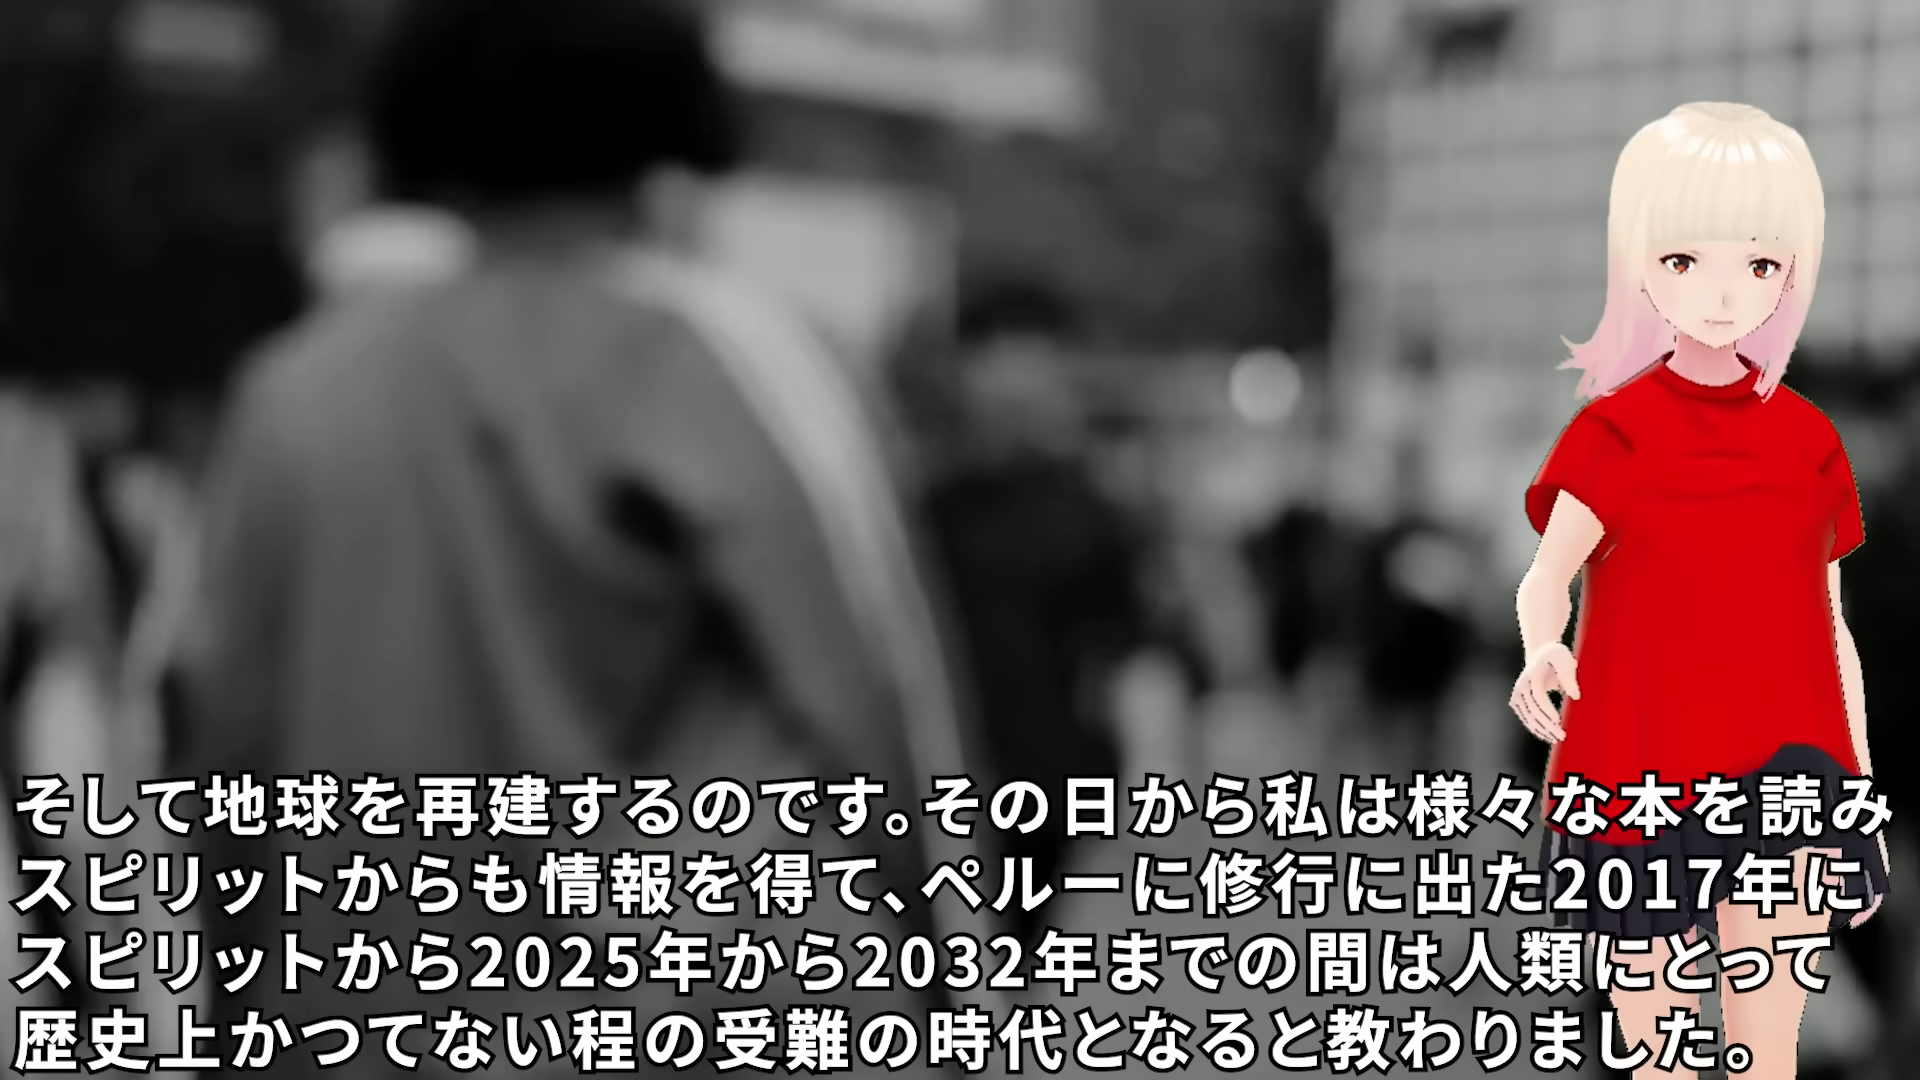 そして地球を再建するのです。その日から私は様々な本を読み
スピリットからも情報を得て、ペルーに修行に出た2017年に
スピリットから2025年から2032年までの間は人類にとって
歴史上かつてない程の受難の時代となると教わりました。